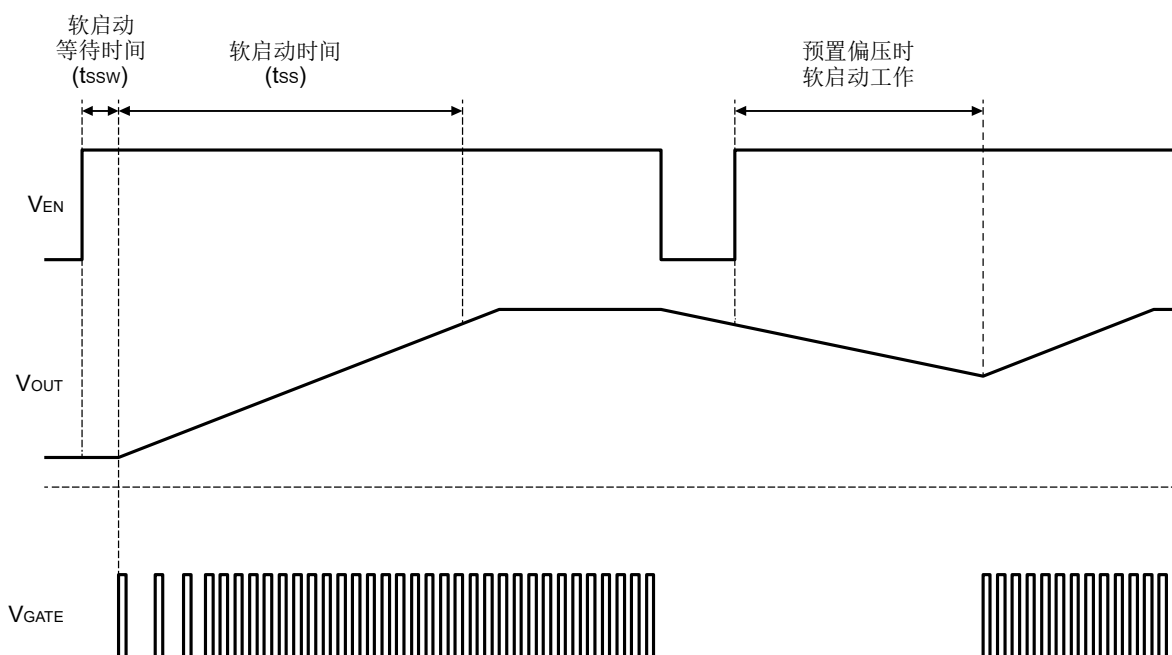 软启动
等待时间
(tssw)
软启动时间
(tss)
预置偏压时
软启动工作
VEN
VOUT
VGATE